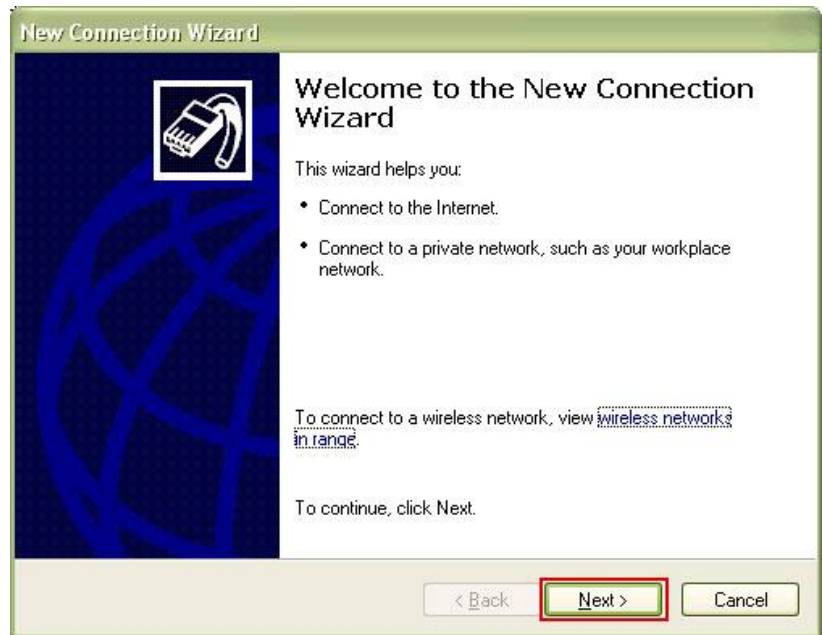 New Connection Wizard
Welcome to the New Connection
Wizard
This wizard helps you:
• Connect to the Internet.
• Connect to a private network, such as your workplace
network.
To connect to a wireless network, view wireless networks
in range.
To continue, click Next.
< Back Next > Cancel